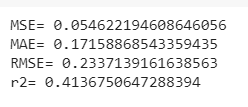 MSE= 0.054622194608646056
MAE= 0.17158868543359435
RMSE= 0.2337139161638563
r2= 0.4136750647288394